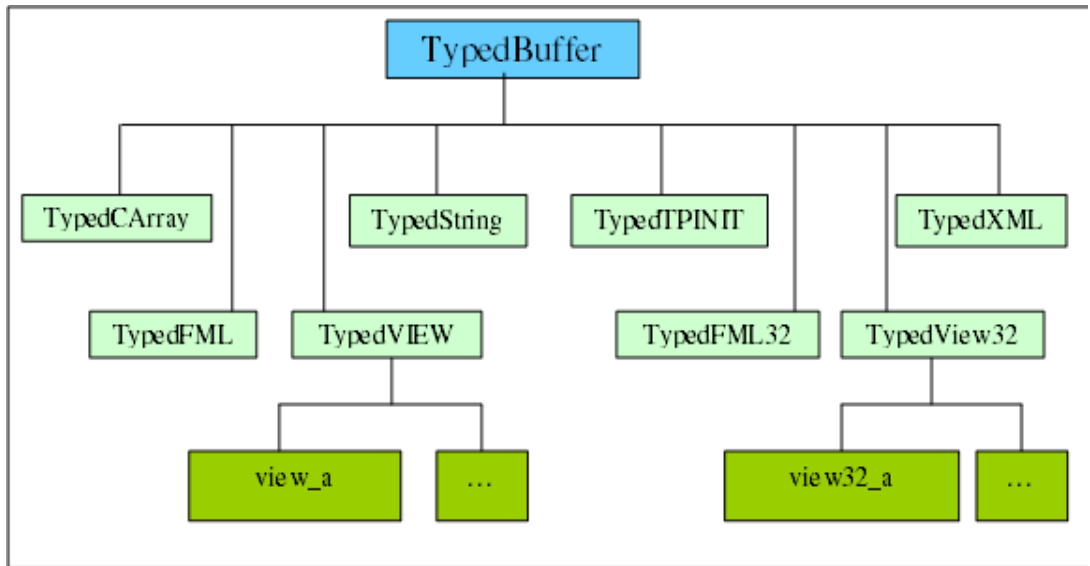 TypedBuffer
TypedCArray
TypedString
TypedTPINIT
TypedXML
TypedFML
TypedVIEW
TypedFML32
TypedView32
view_a
...
view32_a
...